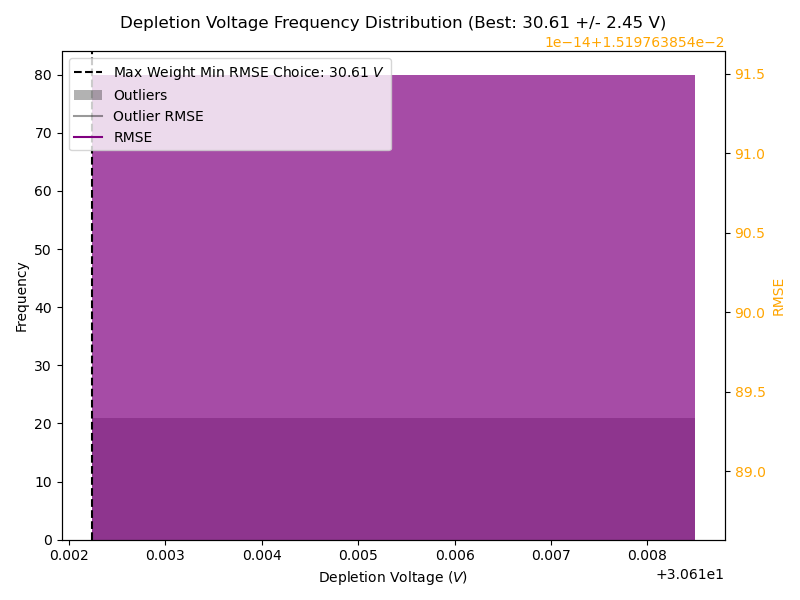 Depletion Voltage Frequency Distribution (Best: 30.61 +/- 2.45 V)
1e−14+1.519763854e−2
Max Weight Min RMSE Choice: 30.61 V
Outliers
Outlier RMSE
RMSE
80
70
60
50
40
30
20
10
0
Frequency
91.5
91.0
90.5
90.0
89.5
89.0
RMSE
0.002 0.003 0.004 0.005 0.006 0.007 0.008
+3.061e1
Depletion Voltage (V)